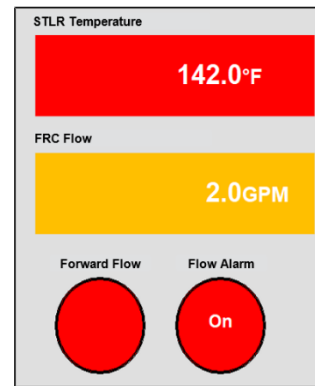 STLR Temperature
142.0°F
FRC Flow
2.0GPM
Forward Flow Flow Alarm
On